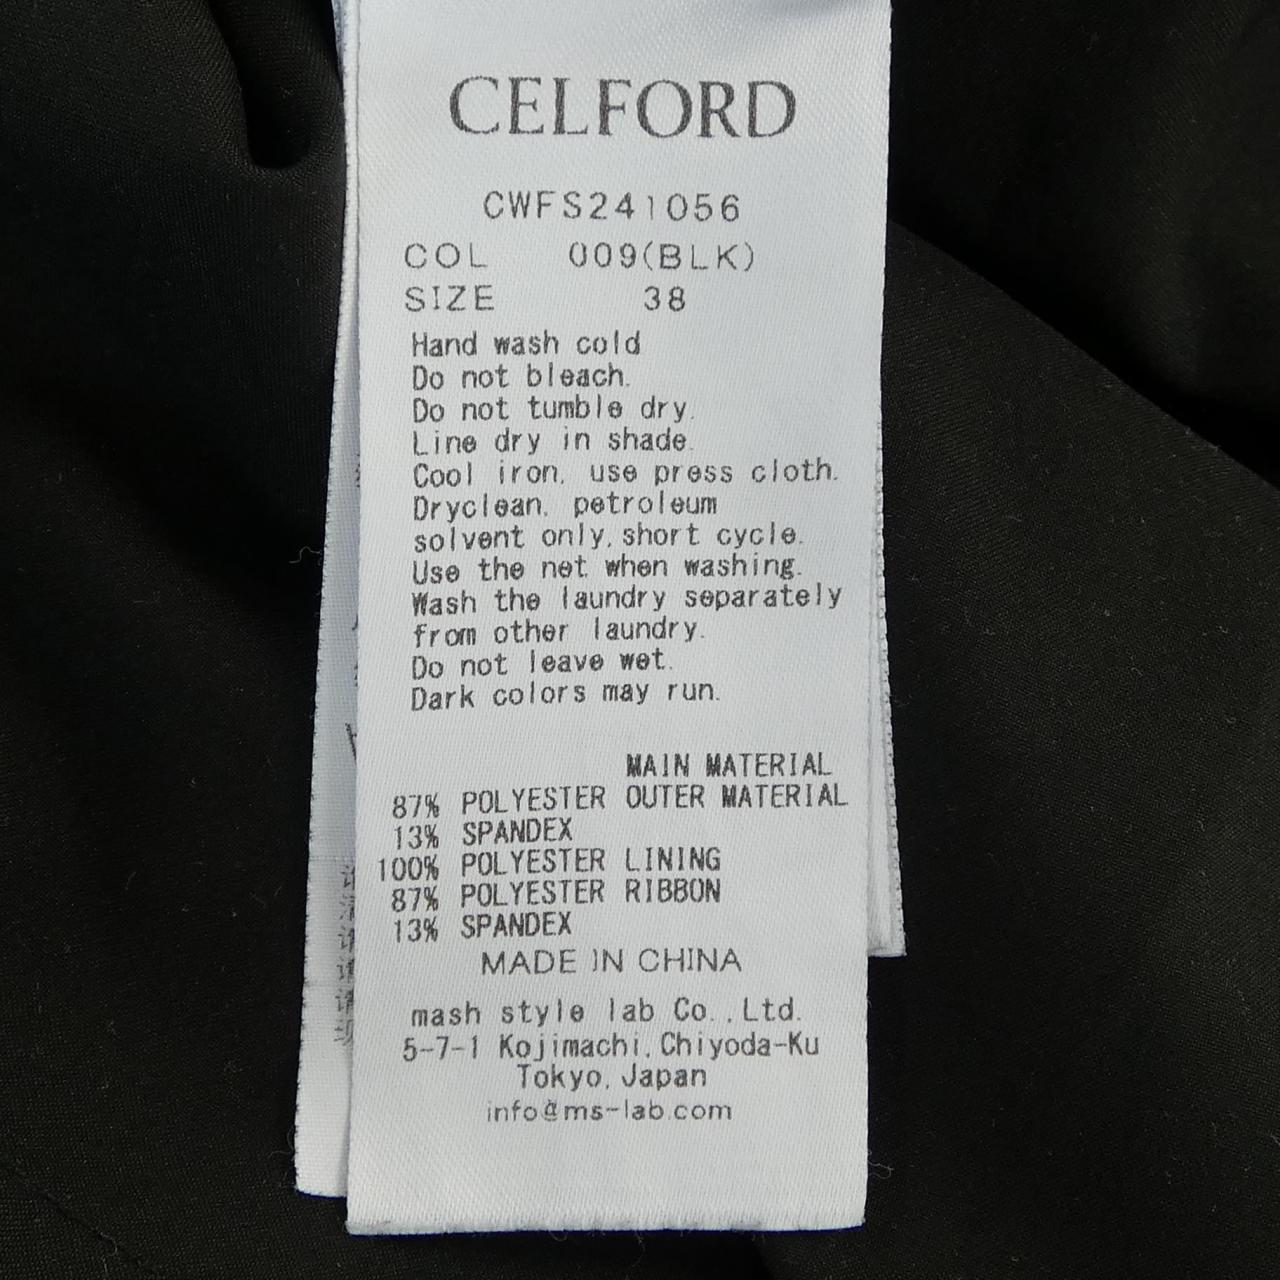 CELFORD
CWFS241056
COL 009(BLK)
SIZE 38
Hand wash cold
Do not bleach.
Do not tumble dry.
Line dry in shade.
Cool iron, use press cloth.
Dryclean, petroleum
solvent only, short cycle.
Use the net when washing.
Wash the laundry separately
from other laundry.
Do not leave wet.
Dark colors may run.
MAIN MATERIAL
87% POLYESTER OUTER MATERIAL
13% SPANDEX
100% POLYESTER LINING
87% POLYESTER RIBBON
13% SPANDEX
MADE IN CHINA
mash style lab Co.,Ltd.
5-7-1 Kojimachi,Chiyoda-Ku
Tokyo,Japan
info@ms-lab.com